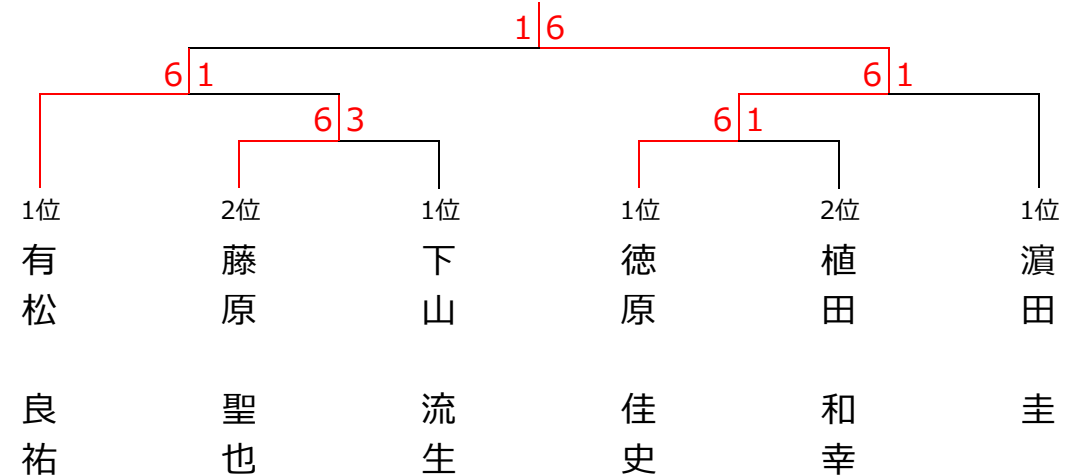 1 6
6 1
6 1
6 3
6 1
1位
2位
1位
1位
2位
1位
有松 良祐
藤原 聖也
下山 流生
徳原 佳史
植田 和幸
濵田 圭